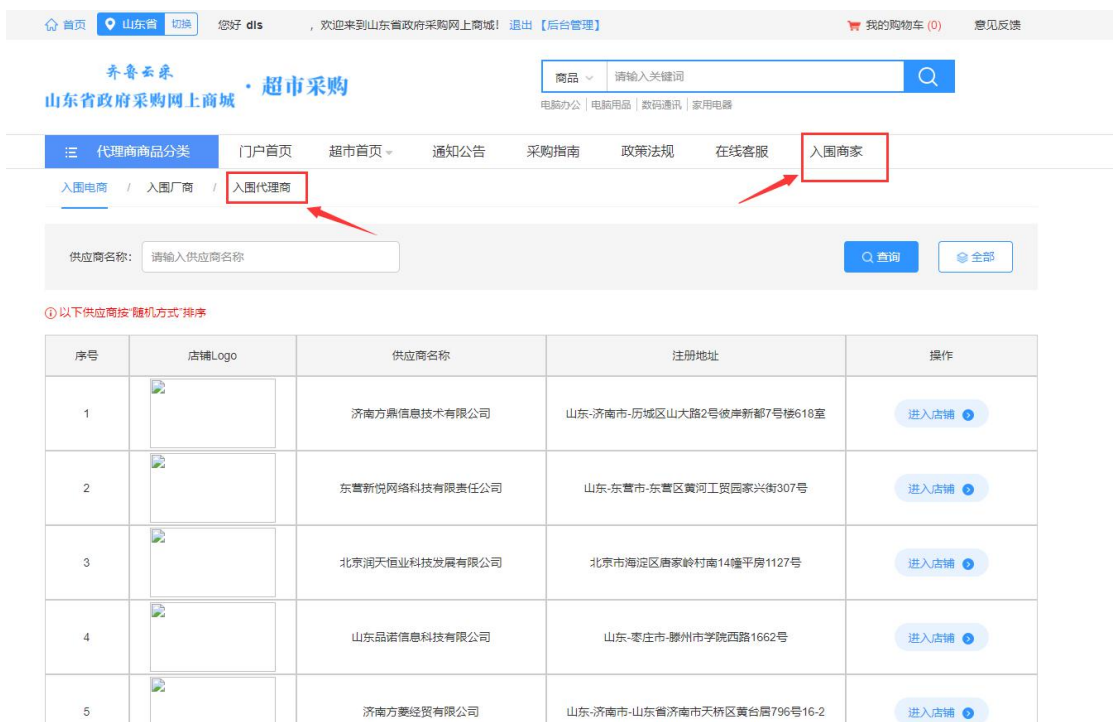 首页 山东省 切换 您好 dls ，欢迎来到山东省政府采购网上商城！ 退出 【后台管理】 我的购物车 (0) 意见反馈
齐鲁云采
山东省政府采购网上商城 · 超市采购
商品 请输入关键词
电脑办公 | 电脑用品 | 数码通讯 | 家用电器
代理商商品分类 门户首页 超市首页 通知公告 采购指南 政策法规 在线客服 入围商家
入围电商 / 入围厂商 / 入围代理商
供应商名称： 请输入供应商名称 查询 全部
以下供应商按“随机方式”排序
序号 店铺Logo 供应商名称 注册地址 操作
1 济南方鼎信息技术有限公司 山东-济南市-历城区山大路2号彼岸新都7号楼618室 进入店铺
2 东营新悦网络科技有限责任公司 山东-东营市-东营区黄河工贸园家兴街307号 进入店铺
3 北京润天恒业科技发展有限公司 北京市海淀区唐家岭村南14幢平房1127号 进入店铺
4 山东品诺信息科技有限公司 山东-枣庄市-滕州市学院西路1662号 进入店铺
5 济南方菱经贸有限公司 山东-济南市-山东省济南市天桥区黄台居796号16-2 进入店铺